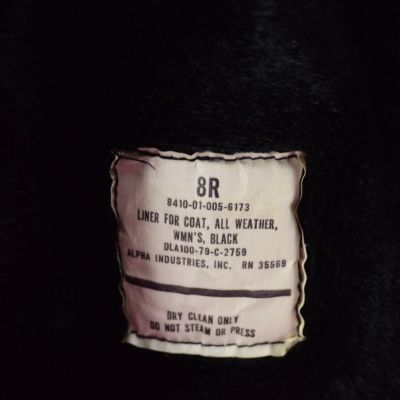 8R
8410-01-005-6173
LINER FOR COAT, ALL WEATHER,
WMN'S, BLACK
DLA100-79-C-2759
ALPHA INDUSTRIES, INC. RN 35569
DRY CLEAN ONLY
DO NOT STEAM OR PRESS